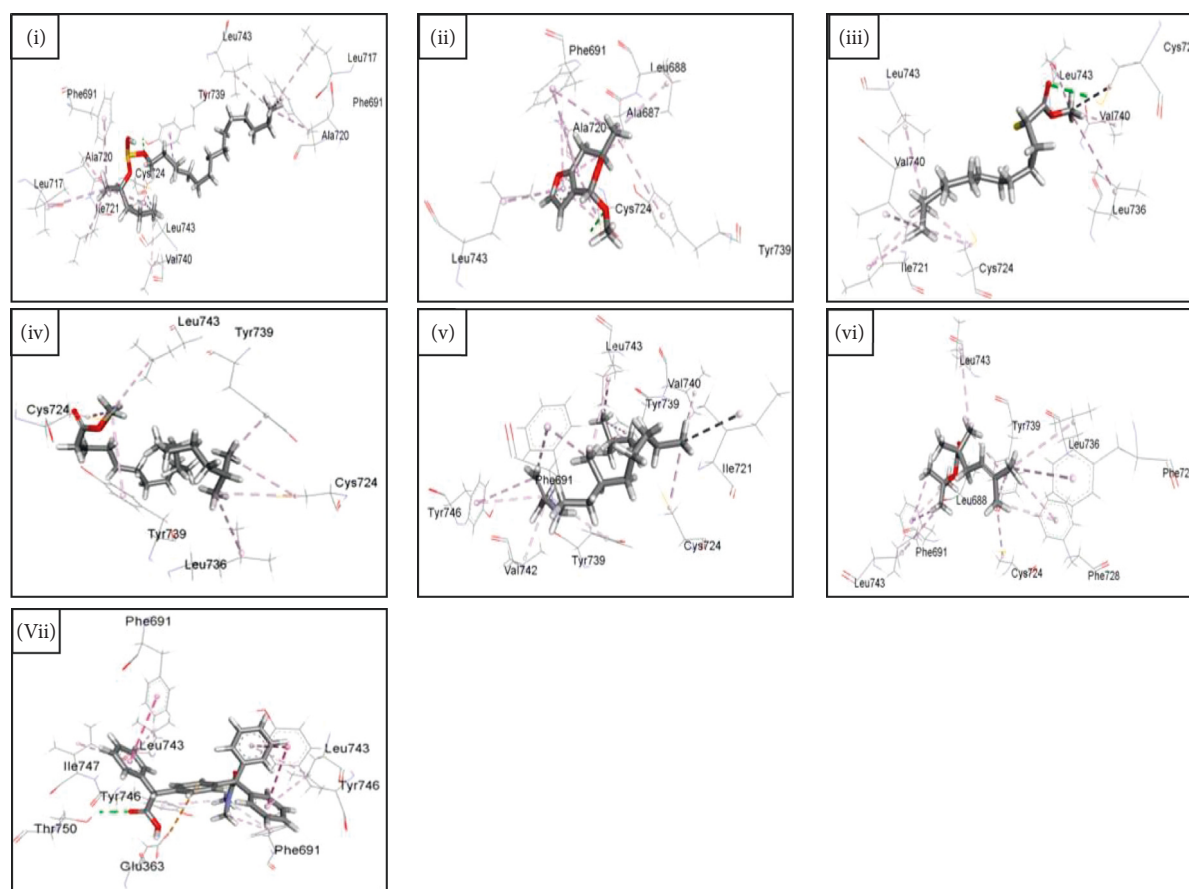 (i)
Leu743
Leu717
Phe691
Tyr739
Phe691
Ala720
Ala720
Cys724
Leu717
Ile721
Leu743
Val740
(ii)
Phe691
Leu688
Ala687
Ala720
Cys724
Leu743
Tyr739
(iii)
Leu743
Leu743
Val740
Val740
Leu736
Ile721
Cys724
(iv)
Leu743
Tyr739
Cys724
Cys724
Tyr739
Leu736
(v)
Leu743
Val740
Tyr739
Ile721
Phe691
Tyr746
Cys724
Val742
Tyr739
(vi)
Leu743
Tyr739
Leu736
Leu688
Phe691
Leu743
Cys724
Phe728
(Vii)
Phe691
Leu743
Leu743
Ile747
Tyr746
Tyr746
Thr750
Glu363
Phe691